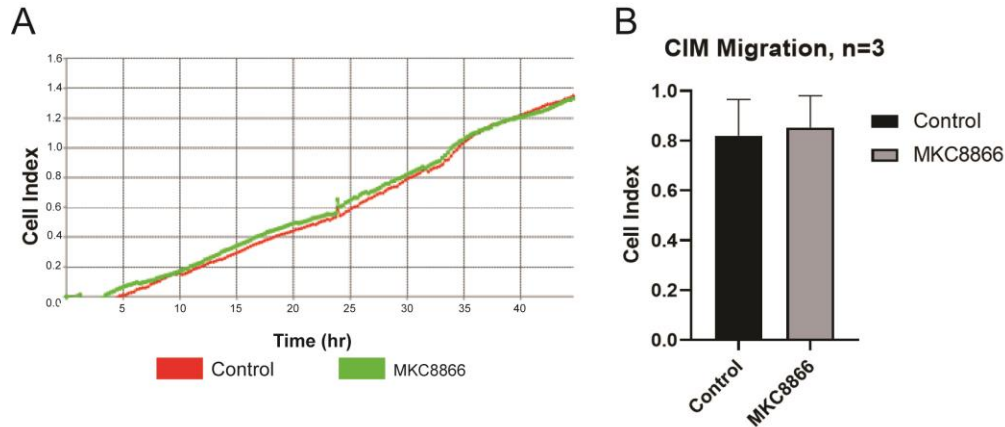 A
1.6
1.4
1.2
1.0
0.8
0.6
0.4
0.2
0.0
Cell Index
5 10 15 20 25 30 35 40
Time (hr)
Control MKC8866
B
CIM Migration, n=3
1.0
0.8
0.6
0.4
0.2
0.0
Cell Index
Control
MKC8866
Control
MKC8866